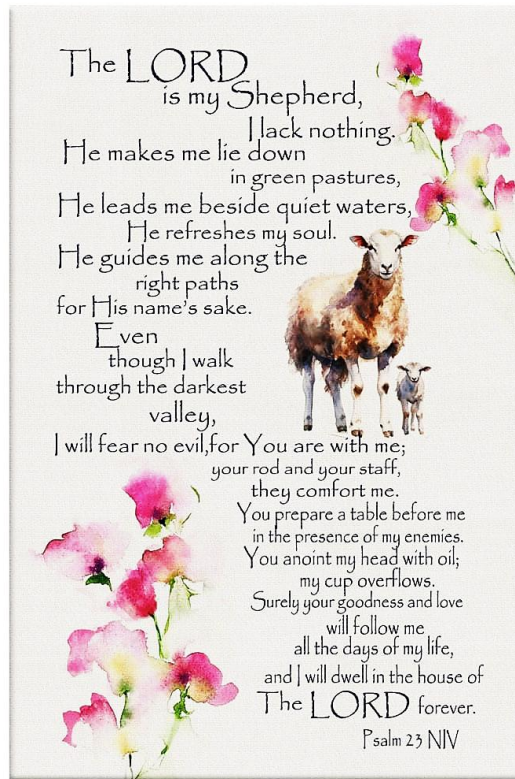 The LORD
is my Shepherd,
I lack nothing.
He makes me lie down
in green pastures,
He leads me beside quiet waters,
He refreshes my soul.
He guides me along the
right paths
for His name's sake.
Even
though I walk
through the darkest
valley,
I will fear no evil,for You are with me;
your rod and your staff,
they comfort me.
You prepare a table before me
in the presence of my enemies.
You anoint my head with oil;
my cup overflows.
Surely your goodness and love
will follow me
all the days of my life,
and I will dwell in the house of
The LORD forever.
Psalm 23 NIV